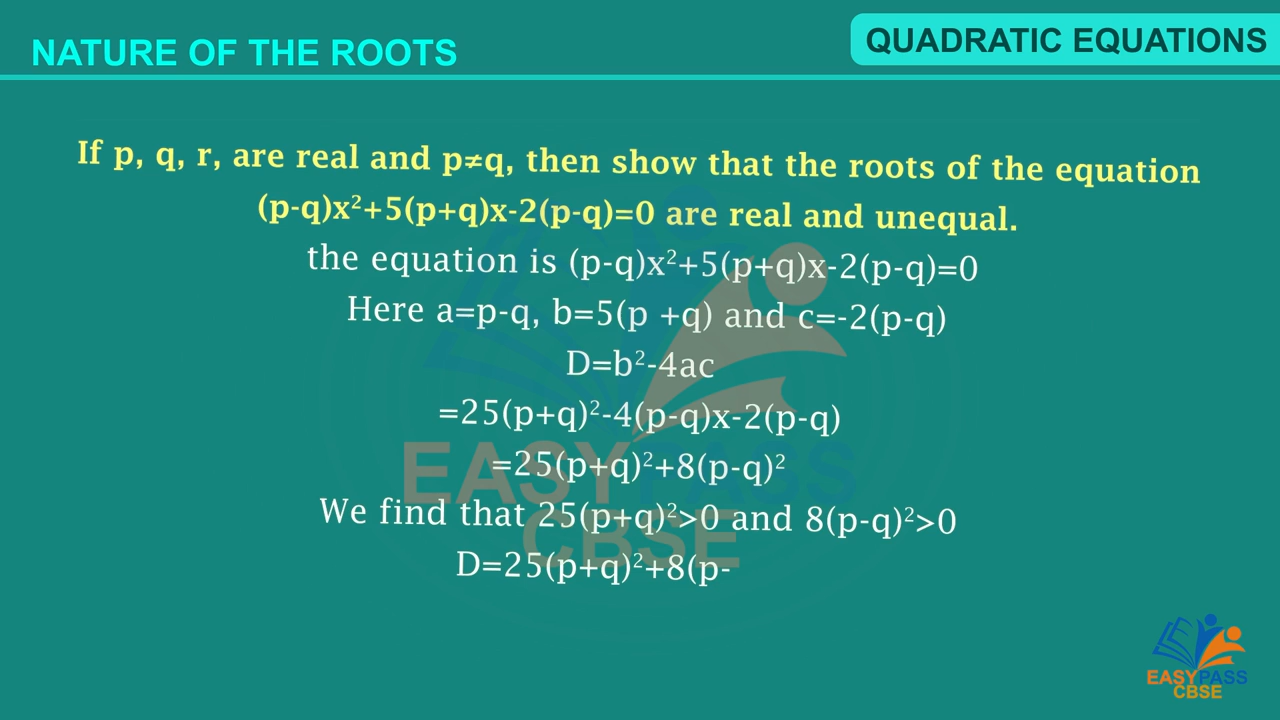 NATURE OF THE ROOTS
QUADRATIC EQUATIONS
If p, q, r, are real and p≠q, then show that the roots of the equation
(p-q)x²+5(p+q)x-2(p-q)=0 are real and unequal.
the equation is (p-q)x²+5(p+q)x-2(p-q)=0
Here a=p-q, b=5(p +q) and c=-2(p-q)
D=b²-4ac
=25(p+q)²-4(p-q)x-2(p-q)
=25(p+q)²+8(p-q)²
We find that 25(p+q)²>0 and 8(p-q)²>0
D=25(p+q)²+8(p-
EASYPASS
CBSE
EASYPASS
CBSE